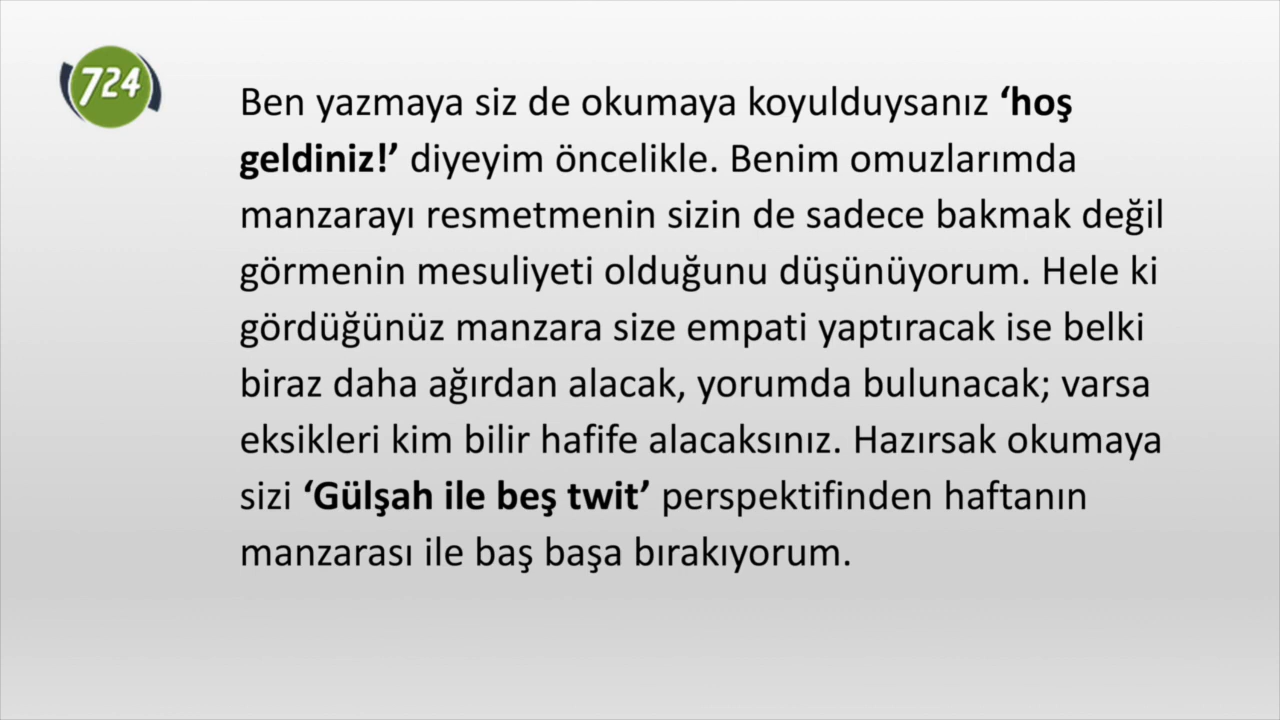 724
Ben yazmaya siz de okumaya koyulduysanız ‘hoş
geldiniz!’ diyeyim öncelikle. Benim omuzlarımda
manzarayı resmetmenin sizin de sadece bakmak değil
görmenin mesuliyeti olduğunu düşünüyorum. Hele ki
gördüğünüz manzara size empati yaptıracak ise belki
biraz daha ağırdan alacak, yorumda bulunacak; varsa
eksikleri kim bilir hafife alacaksınız. Hazırsak okumaya
sizi ‘Gülşah ile beş twit’ perspektifinden haftanın
manzarası ile baş başa bırakıyorum.